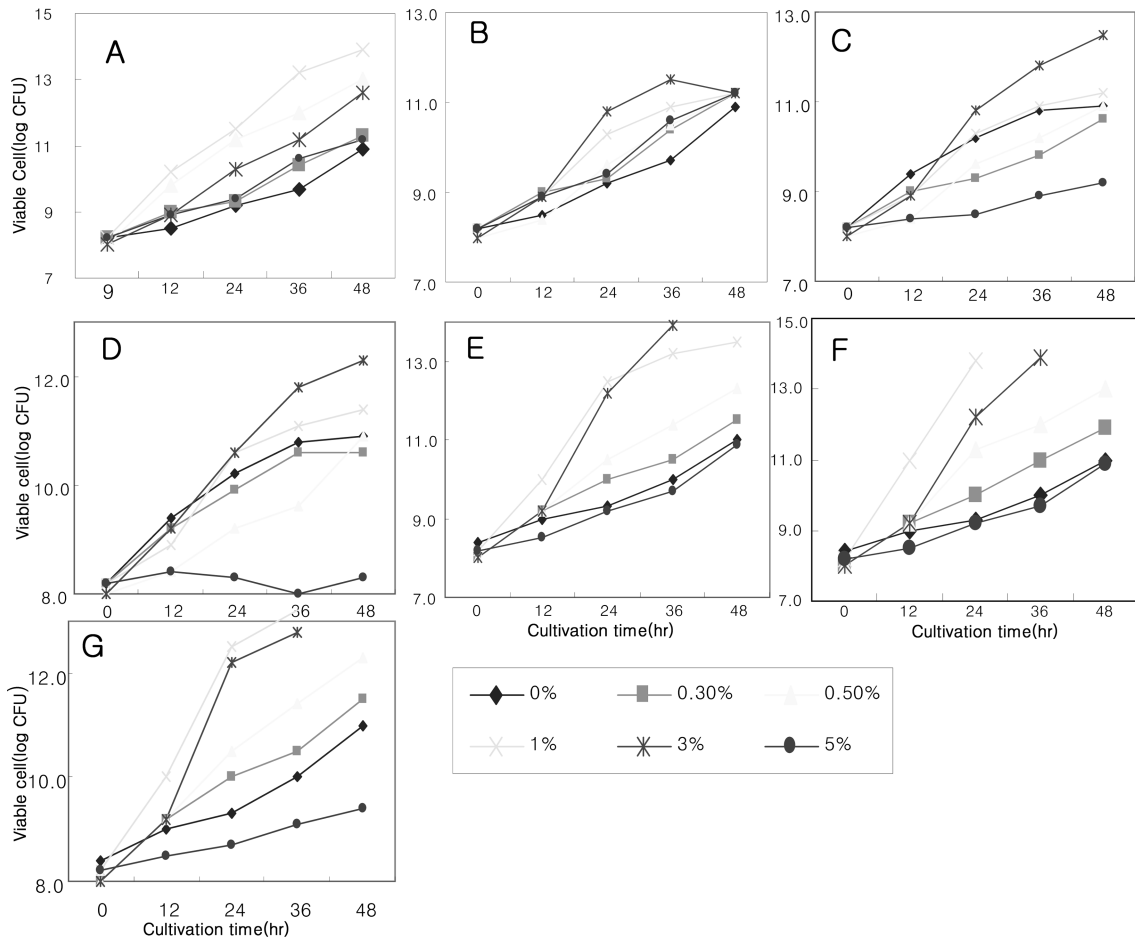 A
Viable Cell(log CFU)
15
13
11
9
7
9 12 24 36 48
B
13.0
11.0
9.0
7.0
0 12 24 36 48
C
13.0
11.0
9.0
7.0
0 12 24 36 48
D
Viable cell(log CFU)
12.0
10.0
8.0
0 12 24 36 48
E
13.0
11.0
9.0
7.0
0 12 24 36 48
Cultivation time(hr)
F
15.0
13.0
11.0
9.0
7.0
0 12 24 36 48
Cultivation time(hr)
G
Viable cell(log CFU)
12.0
10.0
8.0
0 12 24 36 48
Cultivation time(hr)
0% 0.30% 0.50%
1% 3% 5%